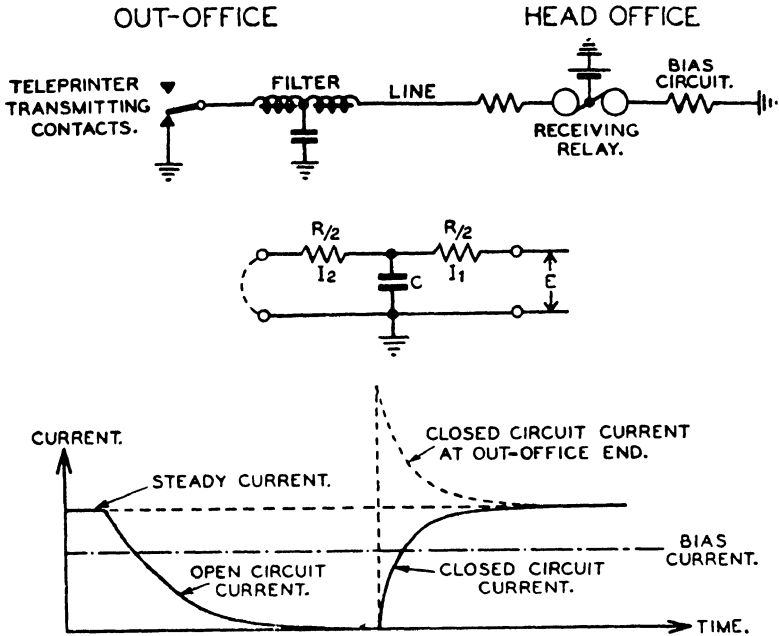 OUT-OFFICE
HEAD OFFICE
TELEPRINTER
TRANSMITTING
CONTACTS.
FILTER
LINE
BIAS
CIRCUIT.
RECEIVING
RELAY.
R/2
R/2
I2
I1
C
E
CURRENT.
STEADY CURRENT.
CLOSED CIRCUIT CURRENT
AT OUT-OFFICE END.
BIAS
CURRENT.
OPEN CIRCUIT
CURRENT.
CLOSED CIRCUIT
CURRENT.
TIME.